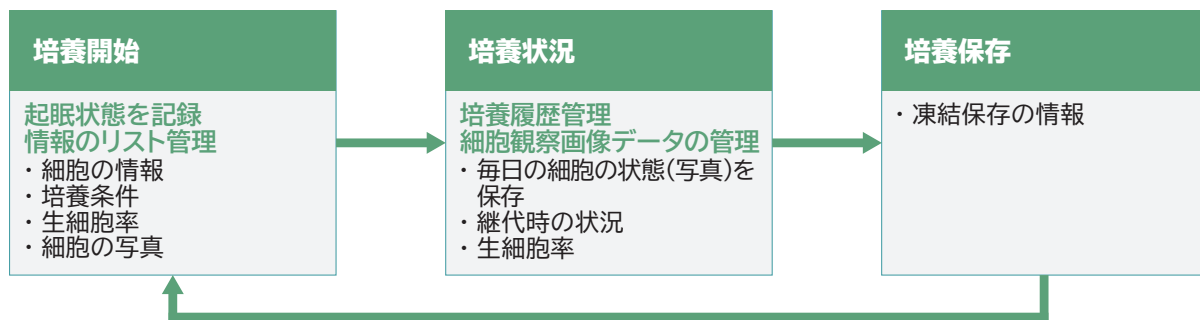 培養開始
起眠状態を記録
情報のリスト管理
・細胞の情報
・培養条件
・生細胞率
・細胞の写真
培養状況
培養履歴管理
細胞観察画像データの管理
・毎日の細胞の状態(写真)を
保存
・継代時の状況
・生細胞率
培養保存
・凍結保存の情報